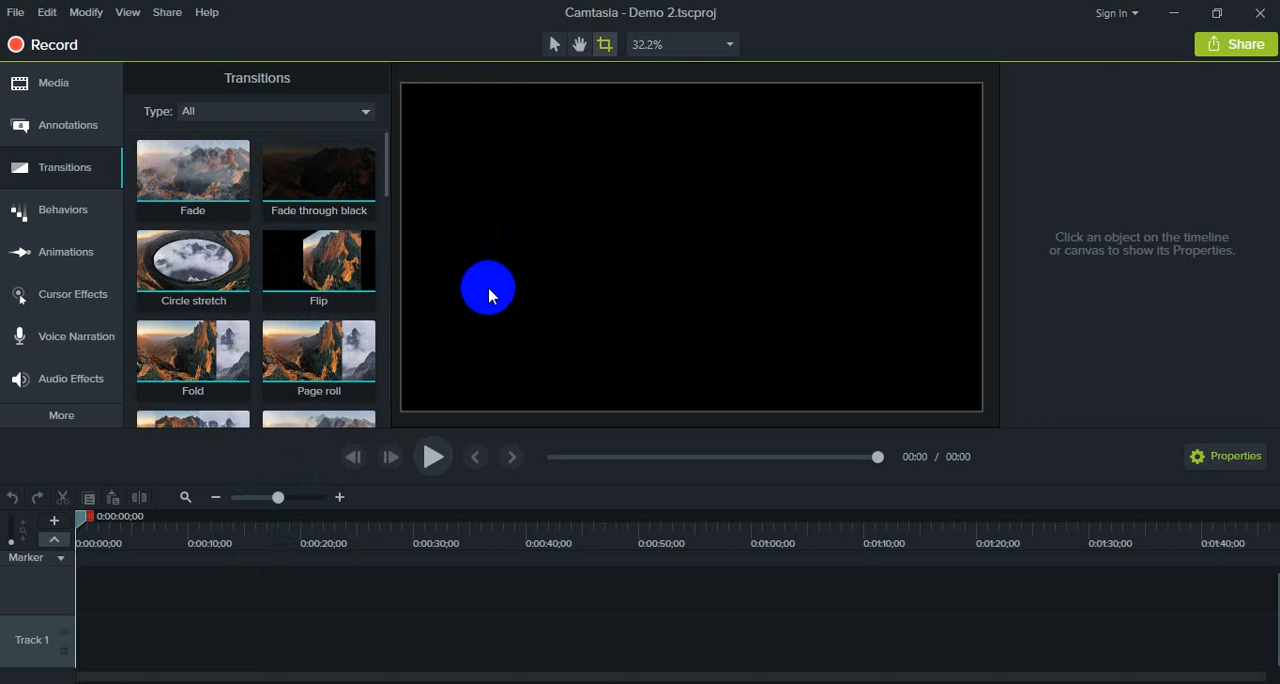 File Edit Modify View Share Help
Camtasia - Demo 2.tscproj
Sign In
Record
32.2%
Share
Media
Annotations
Transitions
Behaviors
Animations
Cursor Effects
Voice Narration
Audio Effects
More
Transitions
Type: All
Fade
Fade through black
Circle stretch
Flip
Fold
Page roll
Click an object on the timeline
or canvas to show its Properties.
00:00 / 00:00
Properties
0:00:00;00
0:00:00;00 0:00:10;00 0:00:20;00 0:00:30;00 0:00:40;00 0:00:50;00 0:01:00;00 0:01:10;00 0:01:20;00 0:01:30;00 0:01:40;00
Marker
Track 1